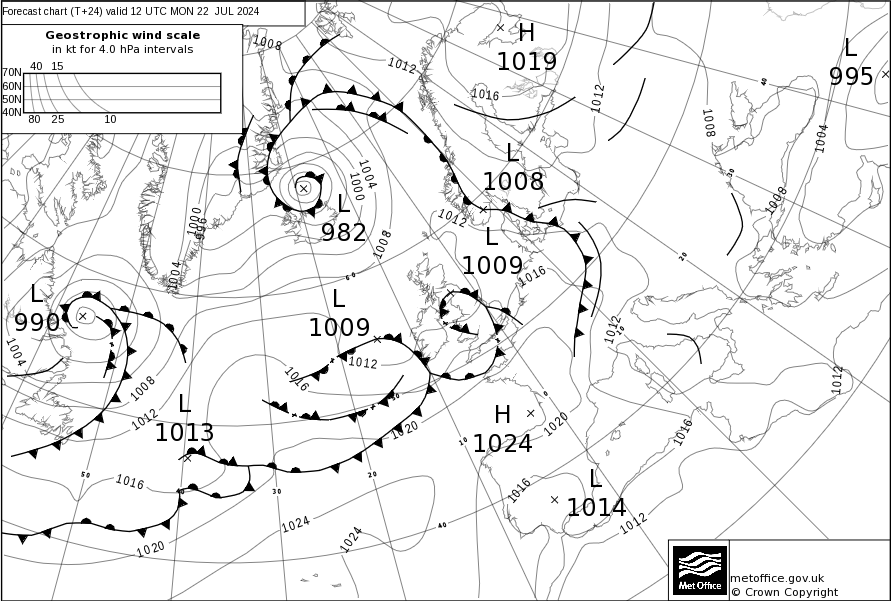 Forecast chart (T+24) valid 12 UTC MON 22 JUL 2024
Geostrophic wind scale
in kt for 4.0 hPa intervals
40 15
70N
60N
50N
40N
80 25 10
1008
1012
H
1019
1016
1012
L
995
40
1008
1004
30
1008
L
1008
1004
1000
L
982
1012
1008
L
1009
1016
20
1000
996
1004
60
L
990
L
1009
1012
10
1004
1012
1016
1008
1012
L
1013
50
1020
H
1024
0
1020
1016
1012
10
50
1016
40
30
20
1016
L
1014
1012
40
1024
1024
1020
Met Office
metoffice.gov.uk
© Crown Copyright